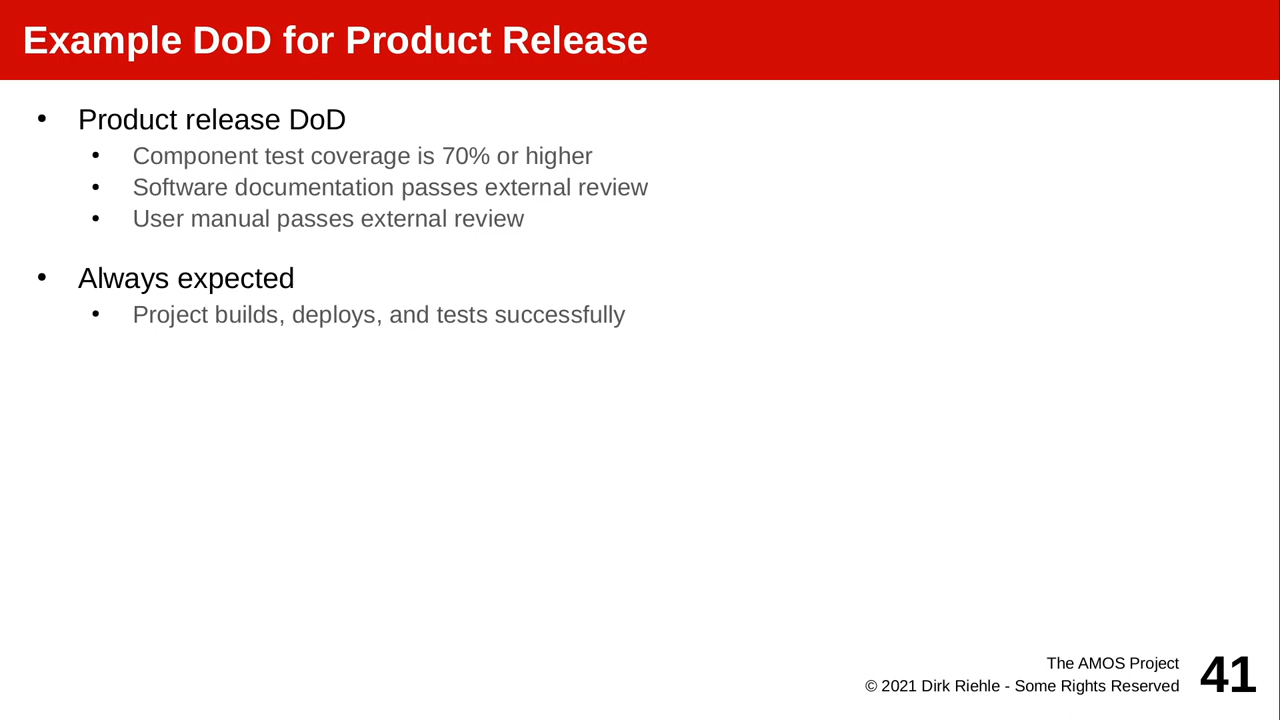 Example DoD for Product Release
• Product release DoD
• Component test coverage is 70% or higher
• Software documentation passes external review
• User manual passes external review
• Always expected
• Project builds, deploys, and tests successfully
The AMOS Project
© 2021 Dirk Riehle - Some Rights Reserved
41